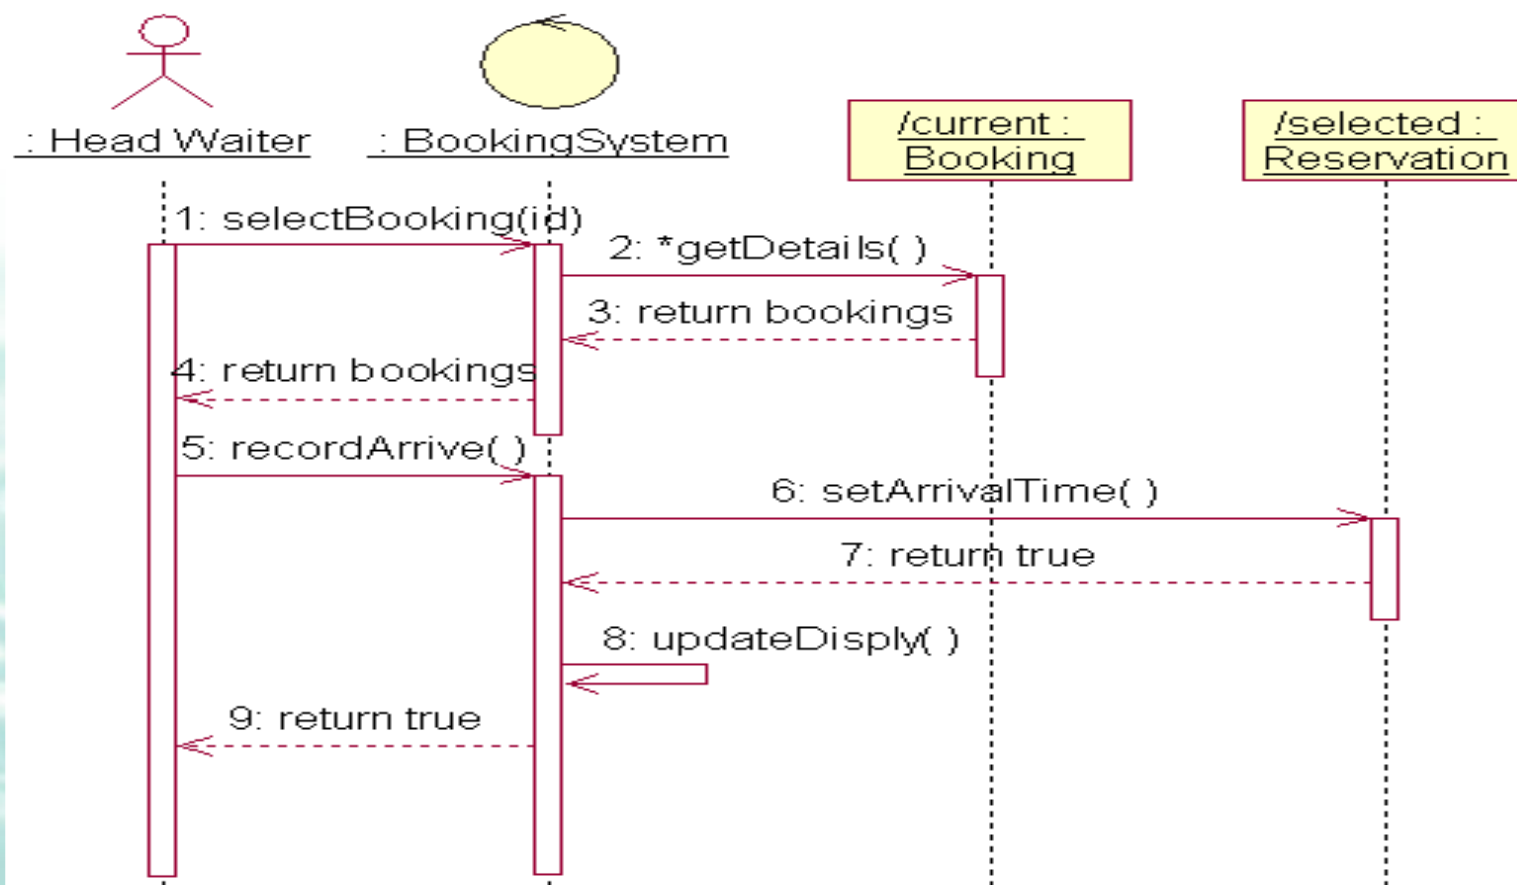 : Head Waiter
: BookingSystem
/current :
Booking
/selected :
Reservation
1: selectBooking(id)
2: *getDetails( )
3: return bookings
4: return bookings
5: recordArrive( )
6: setArrivalTime( )
7: return true
8: updateDisply( )
9: return true